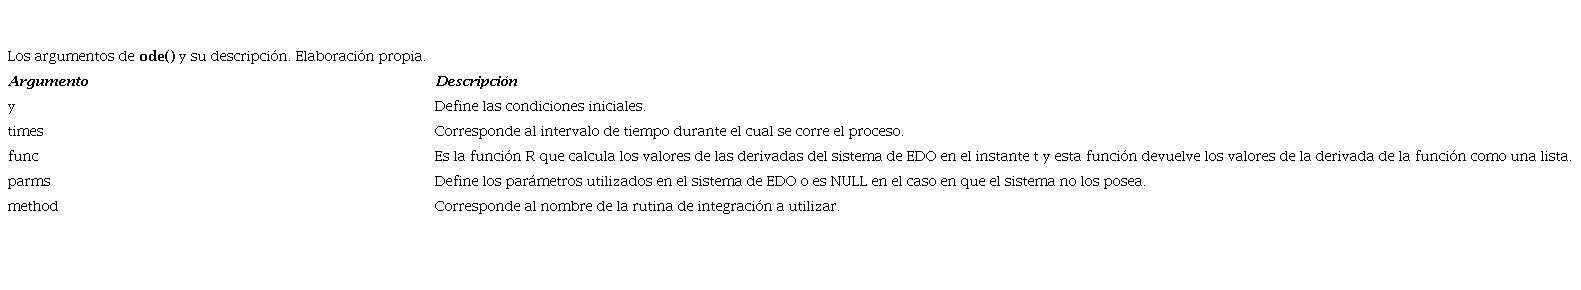 Los argumentos de ode() y su descripción. Elaboración propia.
Argumento Descripción
y Define las condiciones iniciales.
times Corresponde al intervalo de tiempo durante el cual se corre el proceso.
func Es la función R que calcula los valores de las derivadas del sistema de EDO en el instante t y esta función devuelve los valores de la derivada de la función como una lista.
parms Define los parámetros utilizados en el sistema de EDO o es NULL en el caso en que el sistema no los posea.
method Corresponde al nombre de la rutina de integración a utilizar.